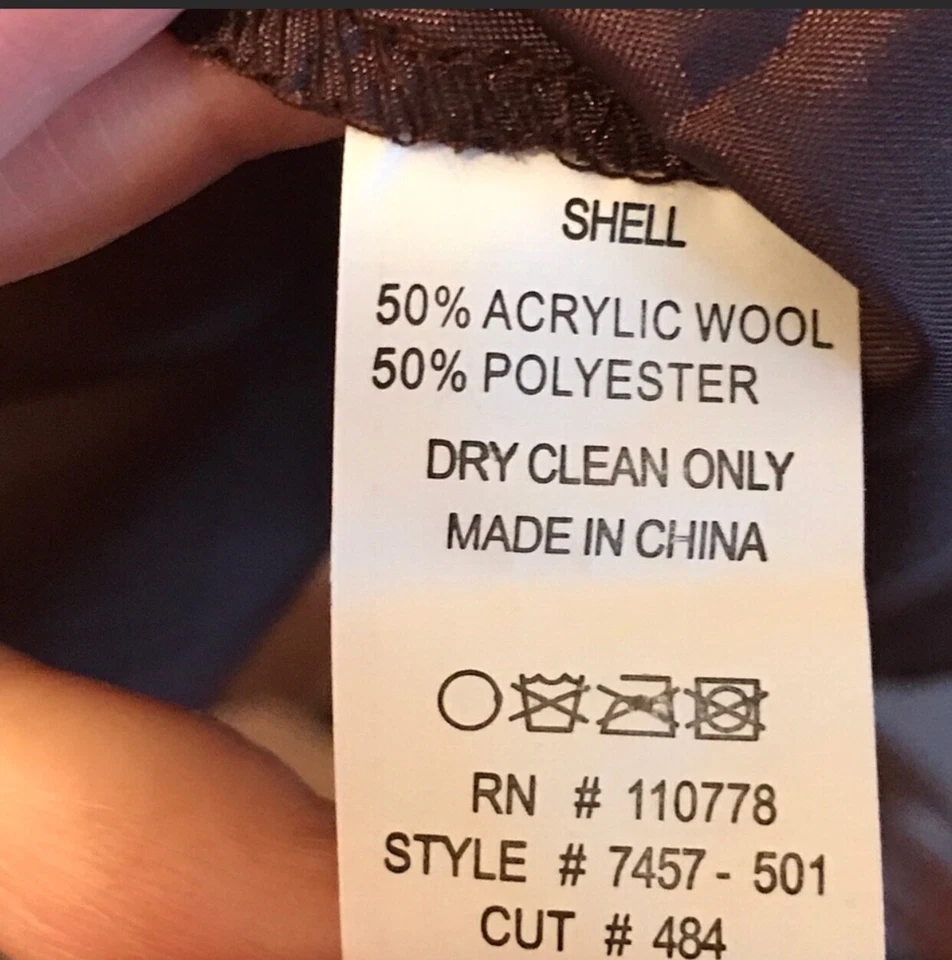 SHELL
50% ACRYLIC WOOL
50% POLYESTER
DRY CLEAN ONLY
MADE IN CHINA
RN # 110778
STYLE # 7457 - 501
CUT # 484